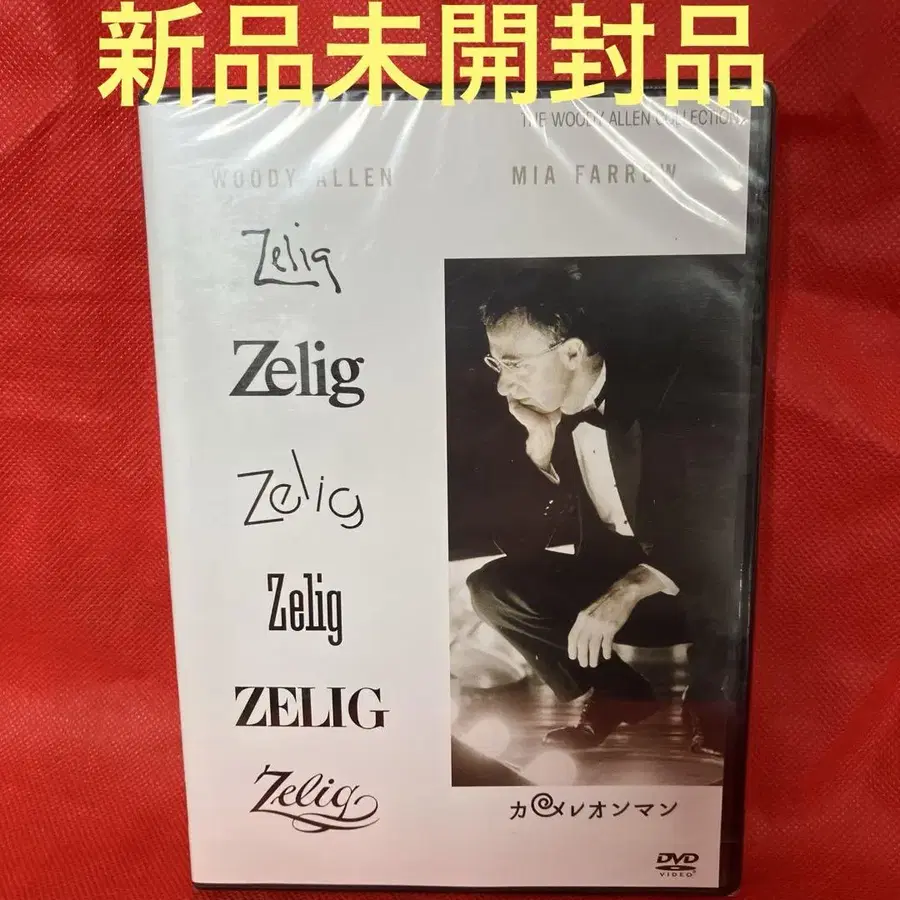 新品未開封品
THE WOODY ALLEN COLLECTION
WOODY ALLEN
MIA FARROW
Zelig
Zelig
Zelig
Zelig
ZELIG
Zelig
カメレオンマン
DVD
VIDEO